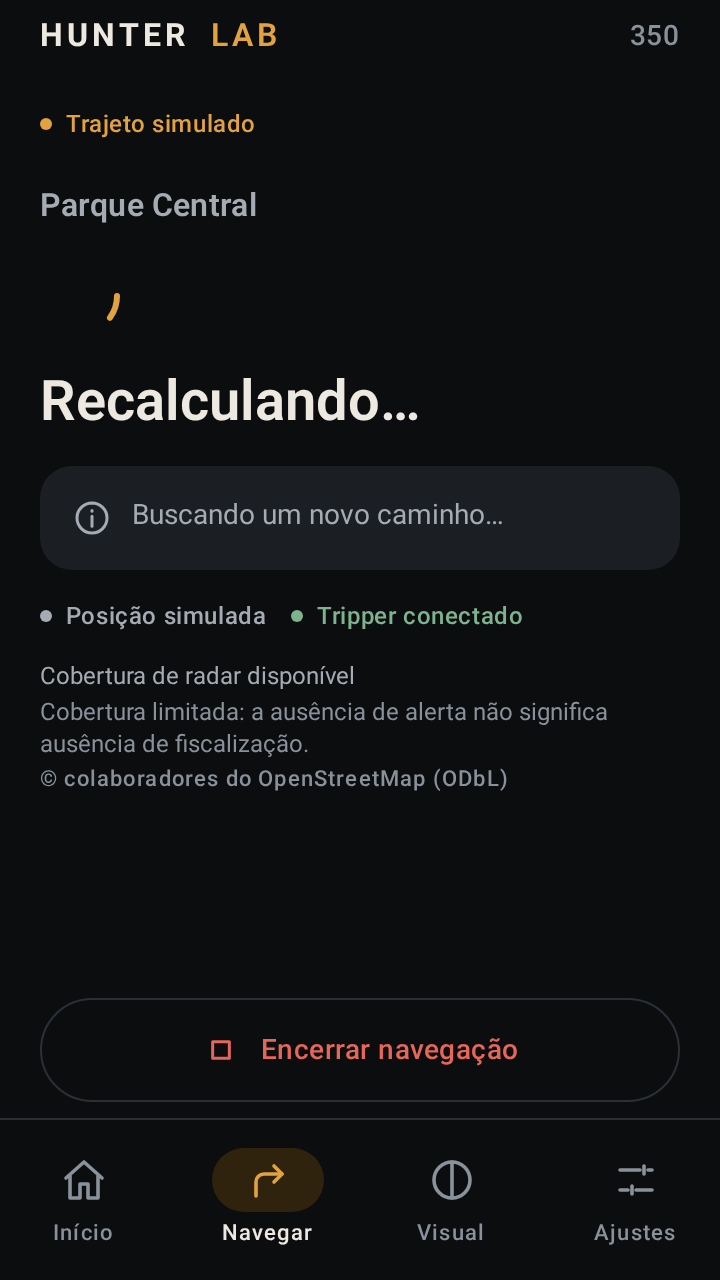 HUNTER LAB
350
Trajeto simulado
Parque Central
Recalculando…
Buscando um novo caminho…
Posição simulada
Tripper conectado
Cobertura de radar disponível
Cobertura limitada: a ausência de alerta não significa
ausência de fiscalização.
© colaboradores do OpenStreetMap (ODbL)
Encerrar navegação
Início
Navegar
Visual
Ajustes